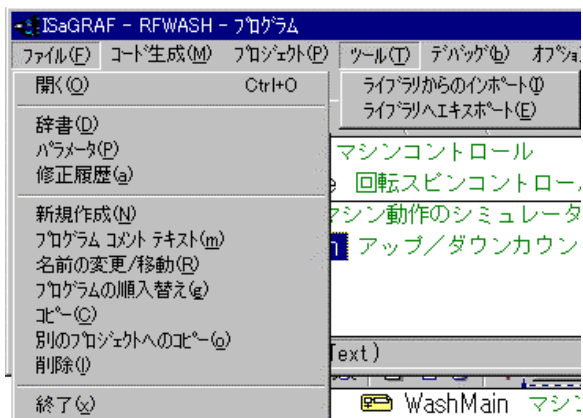 ISaGRAF - RFWASH - ﾌﾟﾛｸﾞﾗﾑ
ﾌｧｲﾙ(F) ｺｰﾄﾞ生成(M) ﾌﾟﾛｼﾞｪｸﾄ(P) ﾂｰﾙ(T) ﾃﾞﾊﾞｯｸﾞ(b) ｵﾌﾟｼｮ
開く(O) Ctrl+O
ﾗｲﾌﾞﾗﾘからのｲﾝﾎﾟｰﾄ(I)
ﾗｲﾌﾞﾗﾘへｴｷｽﾎﾟｰﾄ(E)
辞書(D)
ﾊﾟﾗﾒｰﾀ(P)
修正履歴(a)
新規作成(N)
ﾌﾟﾛｸﾞﾗﾑ ｺﾒﾝﾄ ﾃｷｽﾄ(m)
名前の変更/移動(R)
ﾌﾟﾛｸﾞﾗﾑの順入替え(g)
ｺﾋﾟｰ(C)
別のﾌﾟﾛｼﾞｪｸﾄへのｺﾋﾟｰ(o)
削除(l)
終了(x)
マシンコントロール
回転スピンコントロー
マシン動作のシミュレータ
アップ／ダウンカウン
Text)
WashMain マシン